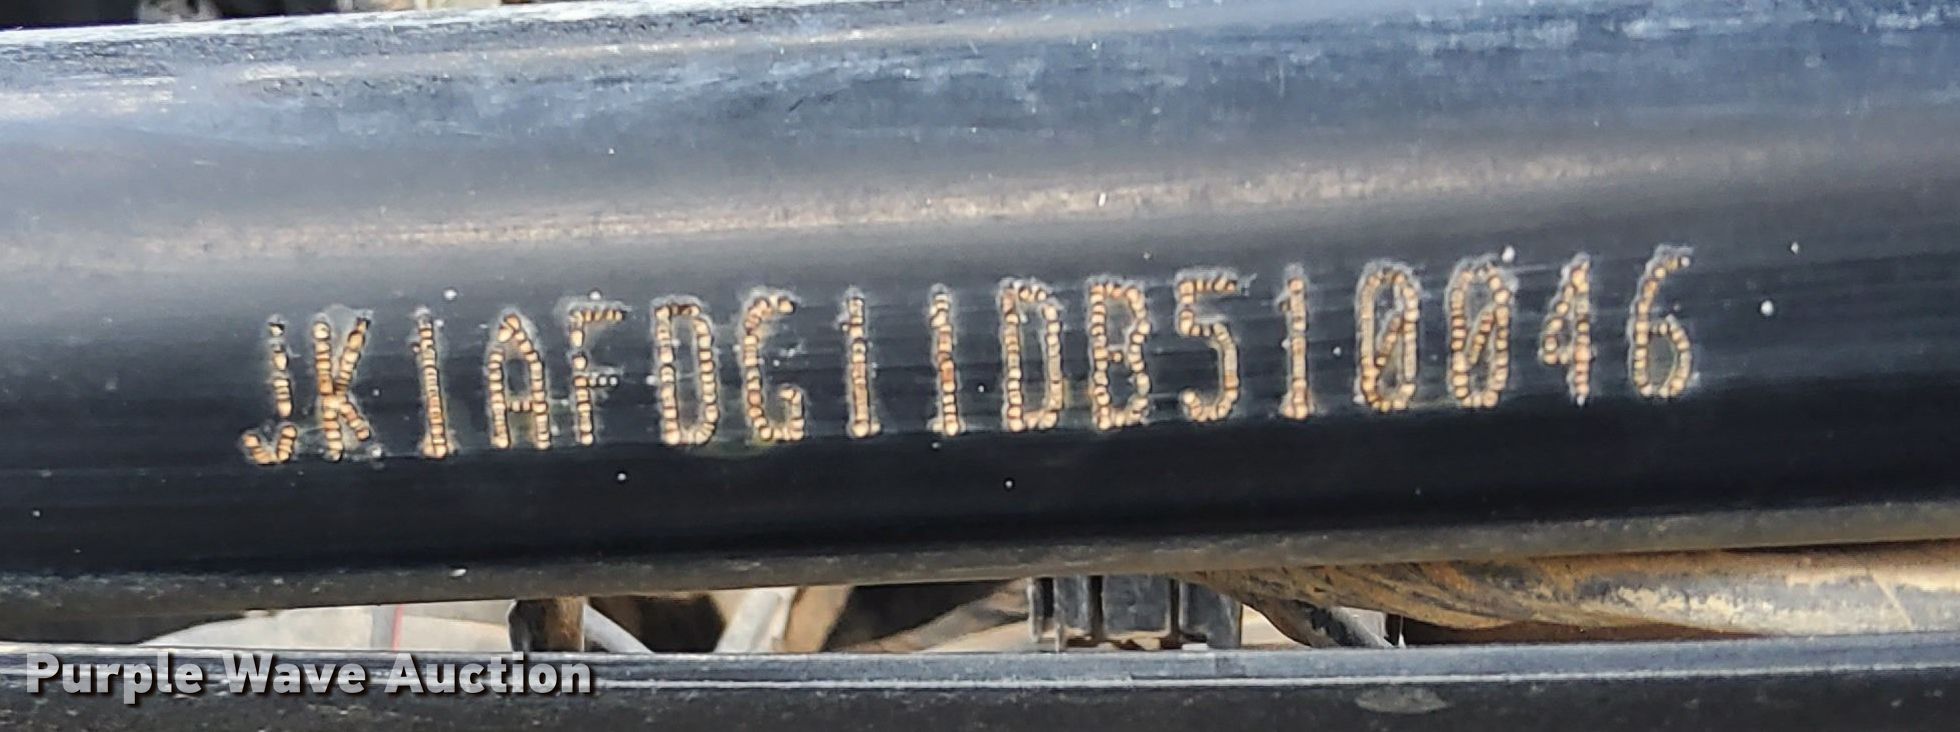 JK1AFDG11DB510046
Purple Wave Auction